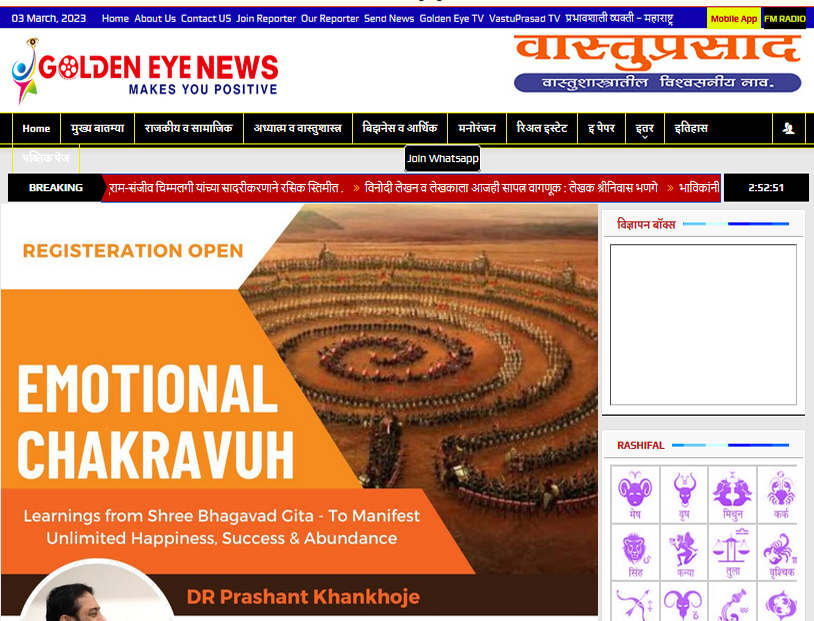 03 March, 2023 Home About Us Contact US Join Reporter Our Reporter Send News Golden Eye TV VastuPrasad TV प्रभावशाली व्यक्ती – महाराष्ट्र Mobile App FM RADIO
GOLDEN EYE NEWS
MAKES YOU POSITIVE
वास्तुप्रसाद
वास्तुशास्त्रातील विश्वसनीय नाव.
Home मुख्य बातम्या राजकीय व सामाजिक अध्यात्म व वास्तुशास्त्र बिझनेस व आर्थिक मनोरंजन रिअल इस्टेट इ पेपर इतर इतिहास
पब्लिक पेज Join Whatsapp
BREAKING राम-संजीव चिम्मलगी यांच्या सादरीकरणाने रसिक स्तिमीत . » विनोदी लेखन व लेखकाला आजही सापत्न वागणूक : लेखक श्रीनिवास भणगे » भाविकांनी 2:52:51
विज्ञापन बॉक्स
REGISTERATION OPEN
EMOTIONAL
CHAKRAVUH
Learnings from Shree Bhagavad Gita - To Manifest
Unlimited Happiness, Success & Abundance
DR Prashant Khankhoje
RASHIFAL
मेष वृष मिथुन कर्क
सिंह कन्या तुला वृश्चिक